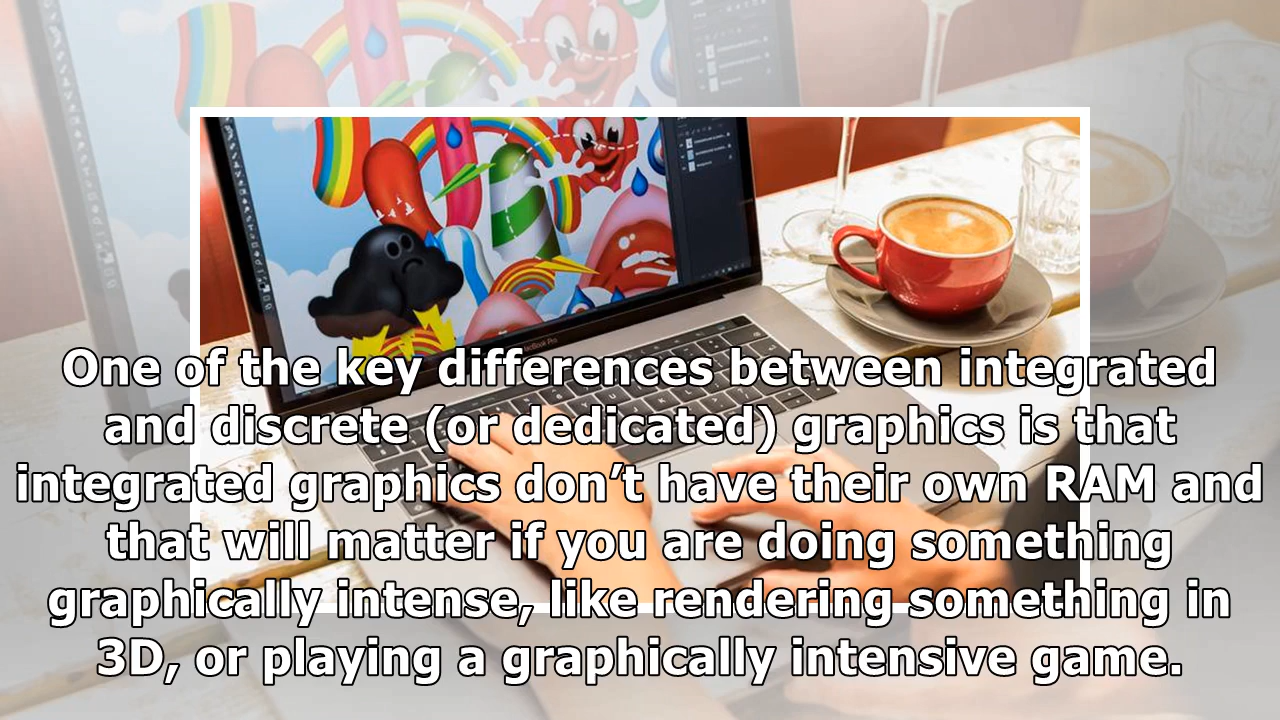 MacBook Pro
One of the key differences between integrated
and discrete (or dedicated) graphics is that
integrated graphics don’t have their own RAM and
that will matter if you are doing something
graphically intense, like rendering something in
3D, or playing a graphically intensive game.